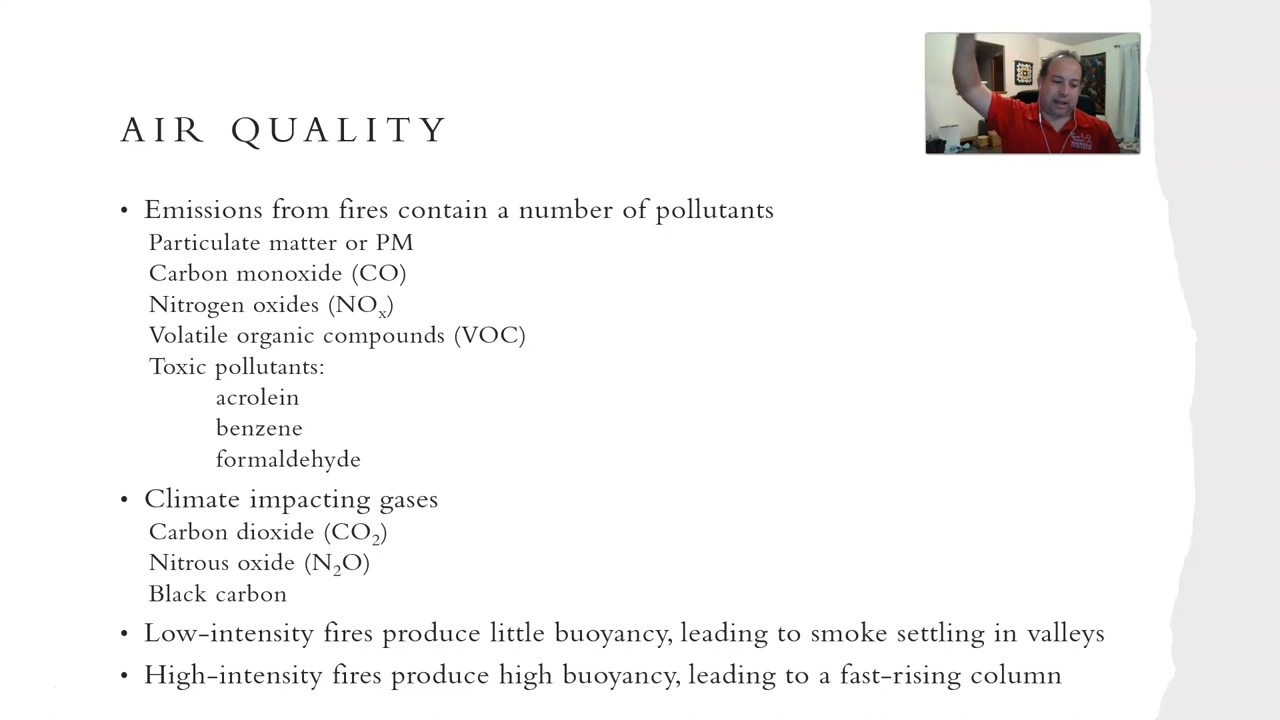 AIR QUALITY
• Emissions from fires contain a number of pollutants
Particulate matter or PM
Carbon monoxide (CO)
Nitrogen oxides (NOx)
Volatile organic compounds (VOC)
Toxic pollutants:
acrolein
benzene
formaldehyde
• Climate impacting gases
Carbon dioxide (CO2)
Nitrous oxide (N2O)
Black carbon
• Low-intensity fires produce little buoyancy, leading to smoke settling in valleys
• High-intensity fires produce high buoyancy, leading to a fast-rising column